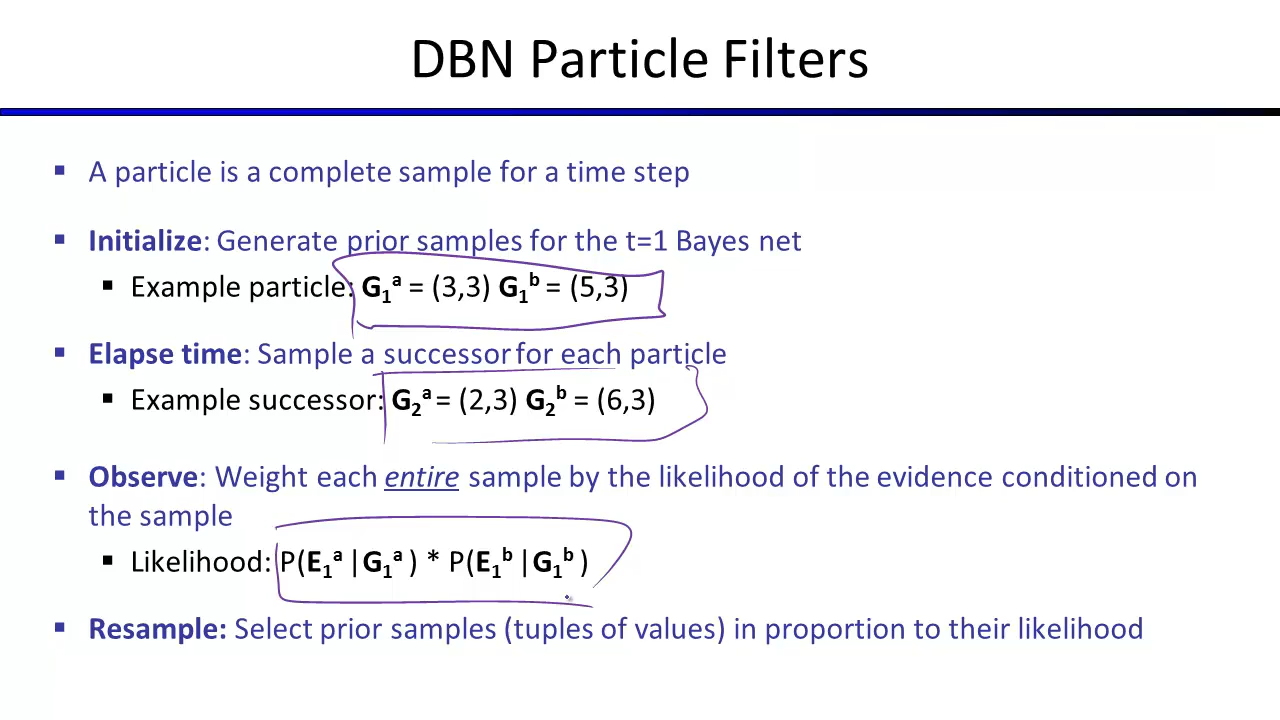 DBN Particle Filters
▪ A particle is a complete sample for a time step
▪ Initialize: Generate prior samples for the t=1 Bayes net
▪ Example particle: G₁ᵃ = (3,3) G₁ᵇ = (5,3)
▪ Elapse time: Sample a successor for each particle
▪ Example successor: G₂ᵃ = (2,3) G₂ᵇ = (6,3)
▪ Observe: Weight each entire sample by the likelihood of the evidence conditioned on
the sample
▪ Likelihood: P(E₁ᵃ |G₁ᵃ ) * P(E₁ᵇ |G₁ᵇ )
▪ Resample: Select prior samples (tuples of values) in proportion to their likelihood